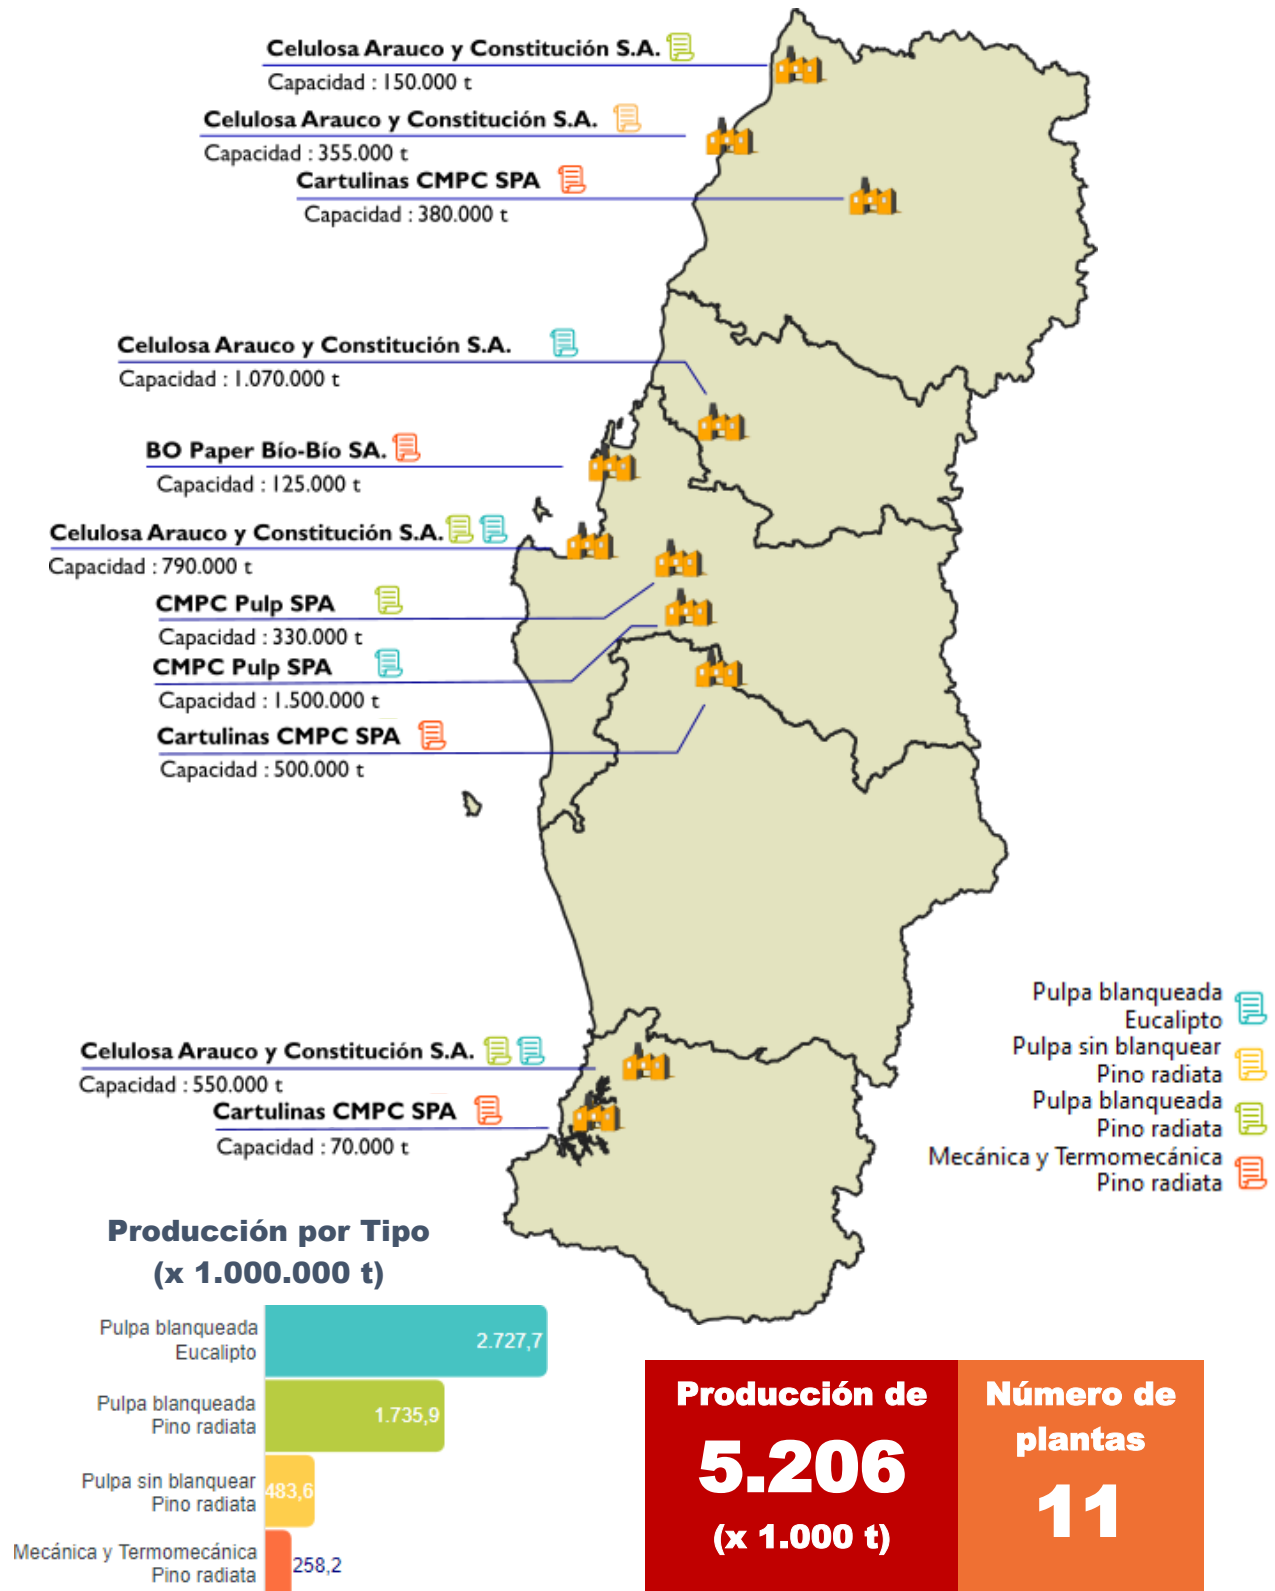 Celulosa Arauco y Constitución S.A.
Capacidad : 150.000 t
Celulosa Arauco y Constitución S.A.
Capacidad : 355.000 t
Cartulinas CMPC SPA
Capacidad : 380.000 t
Celulosa Arauco y Constitución S.A.
Capacidad : 1.070.000 t
BO Paper Bío-Bío SA.
Capacidad : 125.000 t
Celulosa Arauco y Constitución S.A.
Capacidad : 790.000 t
CMPC Pulp SPA
Capacidad : 330.000 t
CMPC Pulp SPA
Capacidad : 1.500.000 t
Cartulinas CMPC SPA
Capacidad : 500.000 t
Celulosa Arauco y Constitución S.A.
Capacidad : 550.000 t
Cartulinas CMPC SPA
Capacidad : 70.000 t
Pulpa blanqueada
Eucalipto
Pulpa sin blanquear
Pino radiata
Pulpa blanqueada
Pino radiata
Mecánica y Termomecánica
Pino radiata
Producción por Tipo
(x 1.000.000 t)
Pulpa blanqueada
Eucalipto
2.727,7
Pulpa blanqueada
Pino radiata
1.735,9
Pulpa sin blanquear
Pino radiata
483,6
Mecánica y Termomecánica
Pino radiata
258,2
Producción de
5.206
(x 1.000 t)
Número de
plantas
11